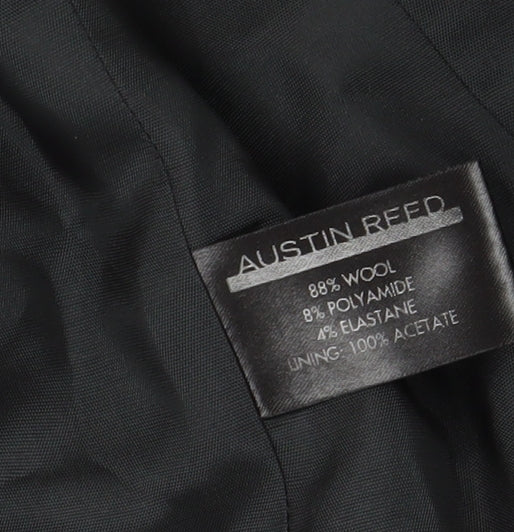 AUSTIN REED
88% WOOL
8% POLYAMIDE
4% ELASTANE
LINING: 100% ACETATE